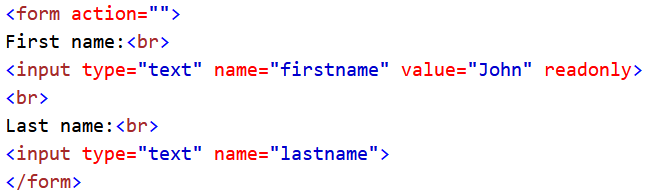 <form action="">
First name:<br>
<input type="text" name="firstname" value="John" readonly>
<br>
Last name:<br>
<input type="text" name="lastname">
</form>